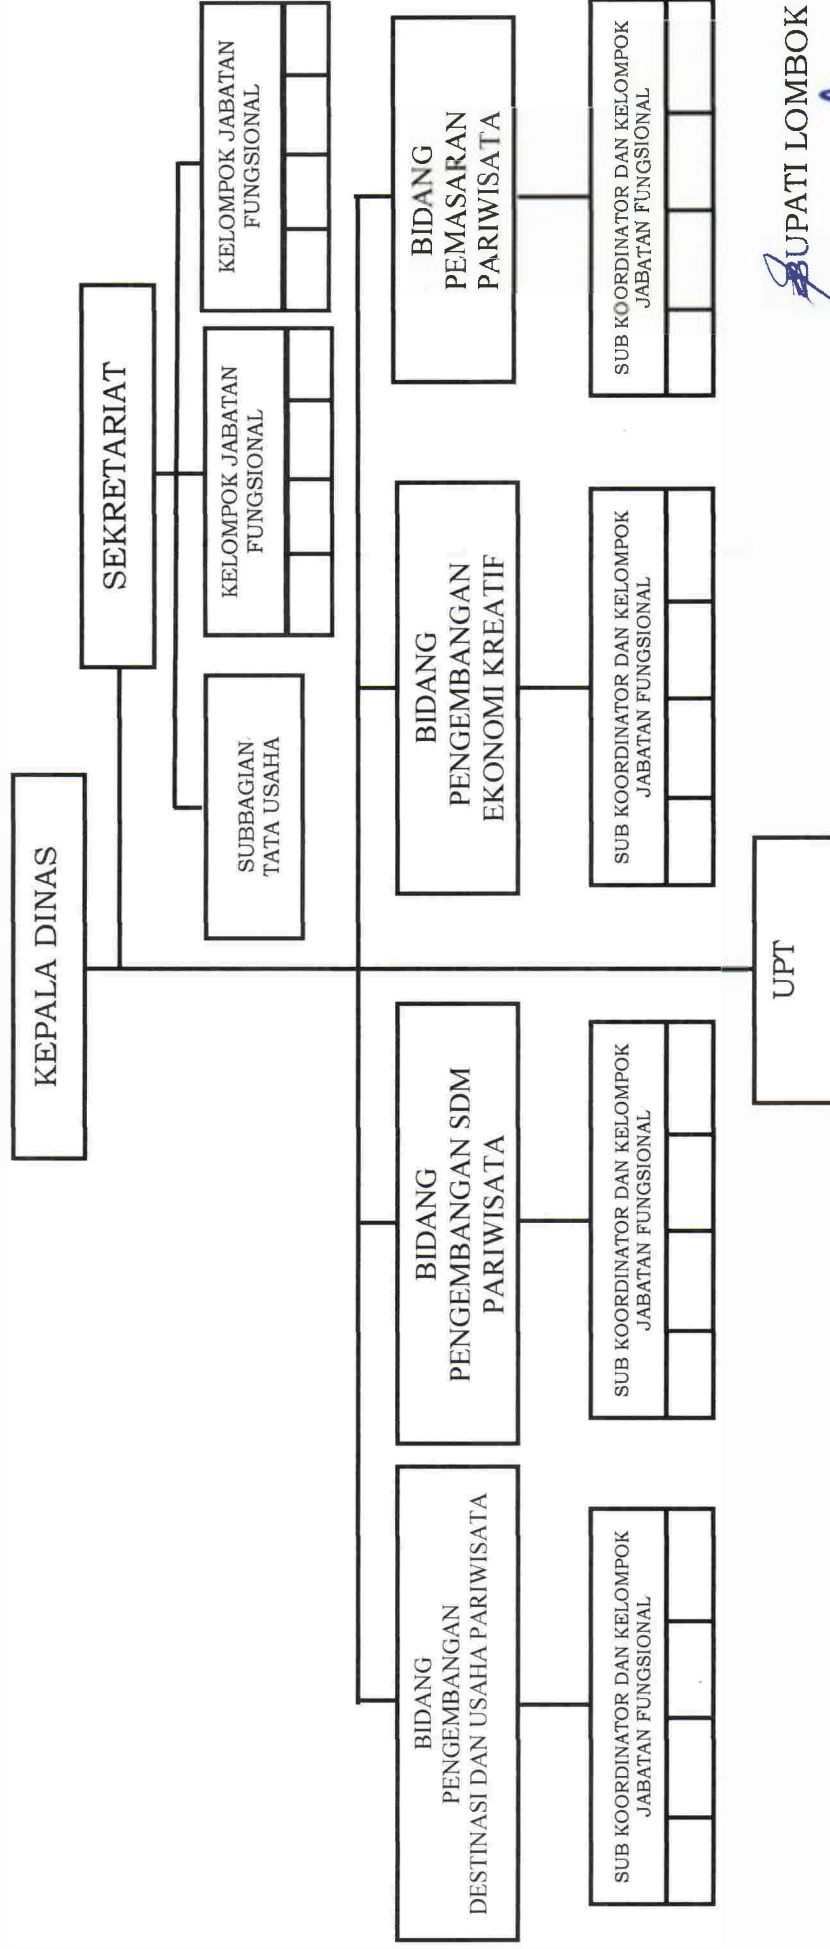 KEPALA DINAS
SEKRETARIAT
SUBBAGIAN
TATA USAHA
KELOMPOK JABATAN
FUNGSIONAL
KELOMPOK JABATAN
FUNGSIONAL
BIDANG
PENGEMBANGAN
DESTINASI DAN USAHA PARIWISATA
BIDANG
PENGEMBANGAN SDM
PARIWISATA
BIDANG
PENGEMBANGAN
EKONOMI KREATIF
BIDANG
PEMASARAN
PARIWISATA
SUB KOORDINATOR DAN KELOMPOK
JABATAN FUNGSIONAL
SUB KOORDINATOR DAN KELOMPOK
JABATAN FUNGSIONAL
SUB KOORDINATOR DAN KELOMPOK
JABATAN FUNGSIONAL
SUB KOORDINATOR DAN KELOMPOK
JABATAN FUNGSIONAL
UPT
BUPATI LOMBOK